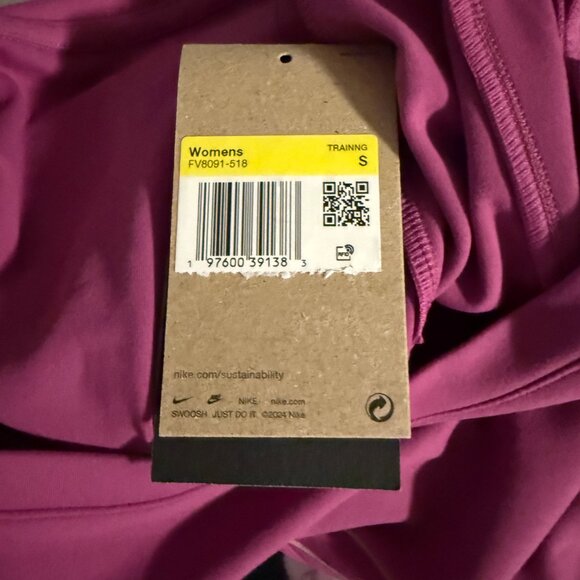 Womens TRAINNG
FV8091-518 S
1 97600 39138 3
RFID
nike.com/sustainability
NIKE nike.com
SWOOSH. JUST DO IT. ©2024 Nike